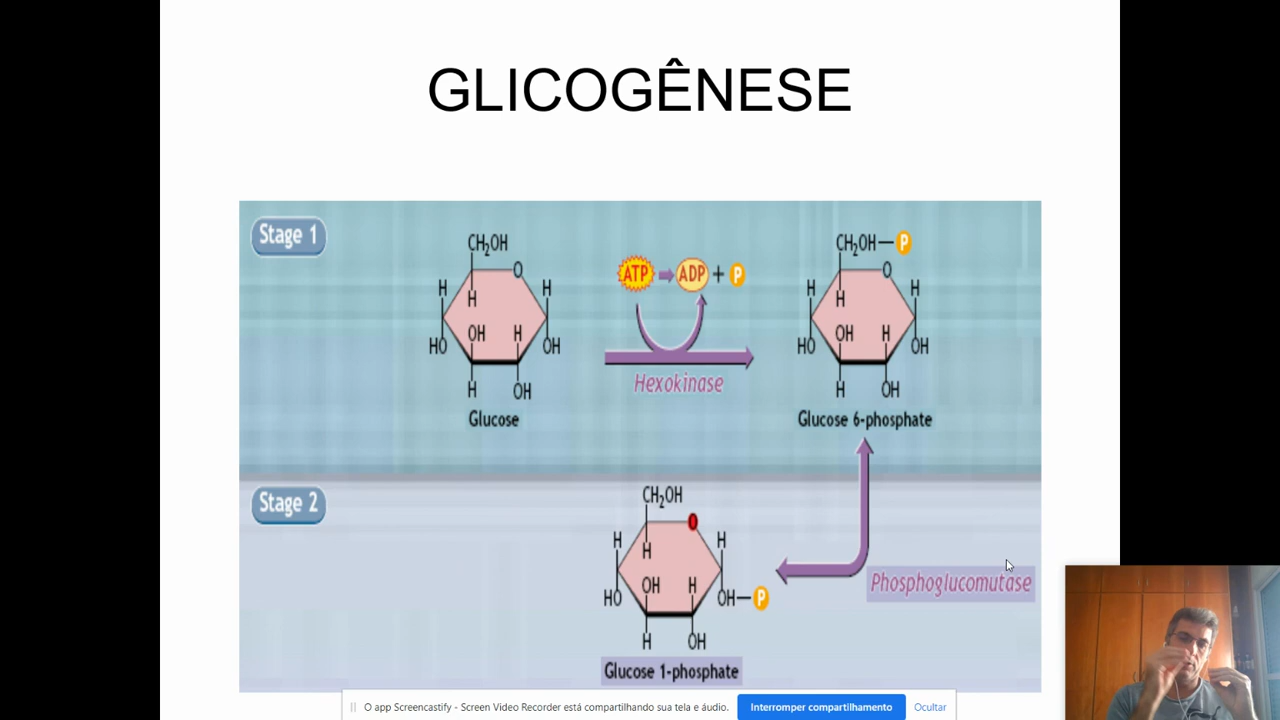 GLICOGÊNESE
Stage 1
CH₂OH
O
H
H
H
OH
H
HO
OH
H
OH
Glucose
ATP ADP + P
Hexokinase
CH₂OH—P
O
H
H
H
OH
H
HO
OH
H
OH
Glucose 6-phosphate
Stage 2
CH₂OH
O
H
H
H
OH
H
HO
OH—P
H
OH
Glucose 1-phosphate
Phosphoglucomutase
O app Screencastify - Screen Video Recorder está compartilhando sua tela e áudio.
Interromper compartilhamento
Ocultar